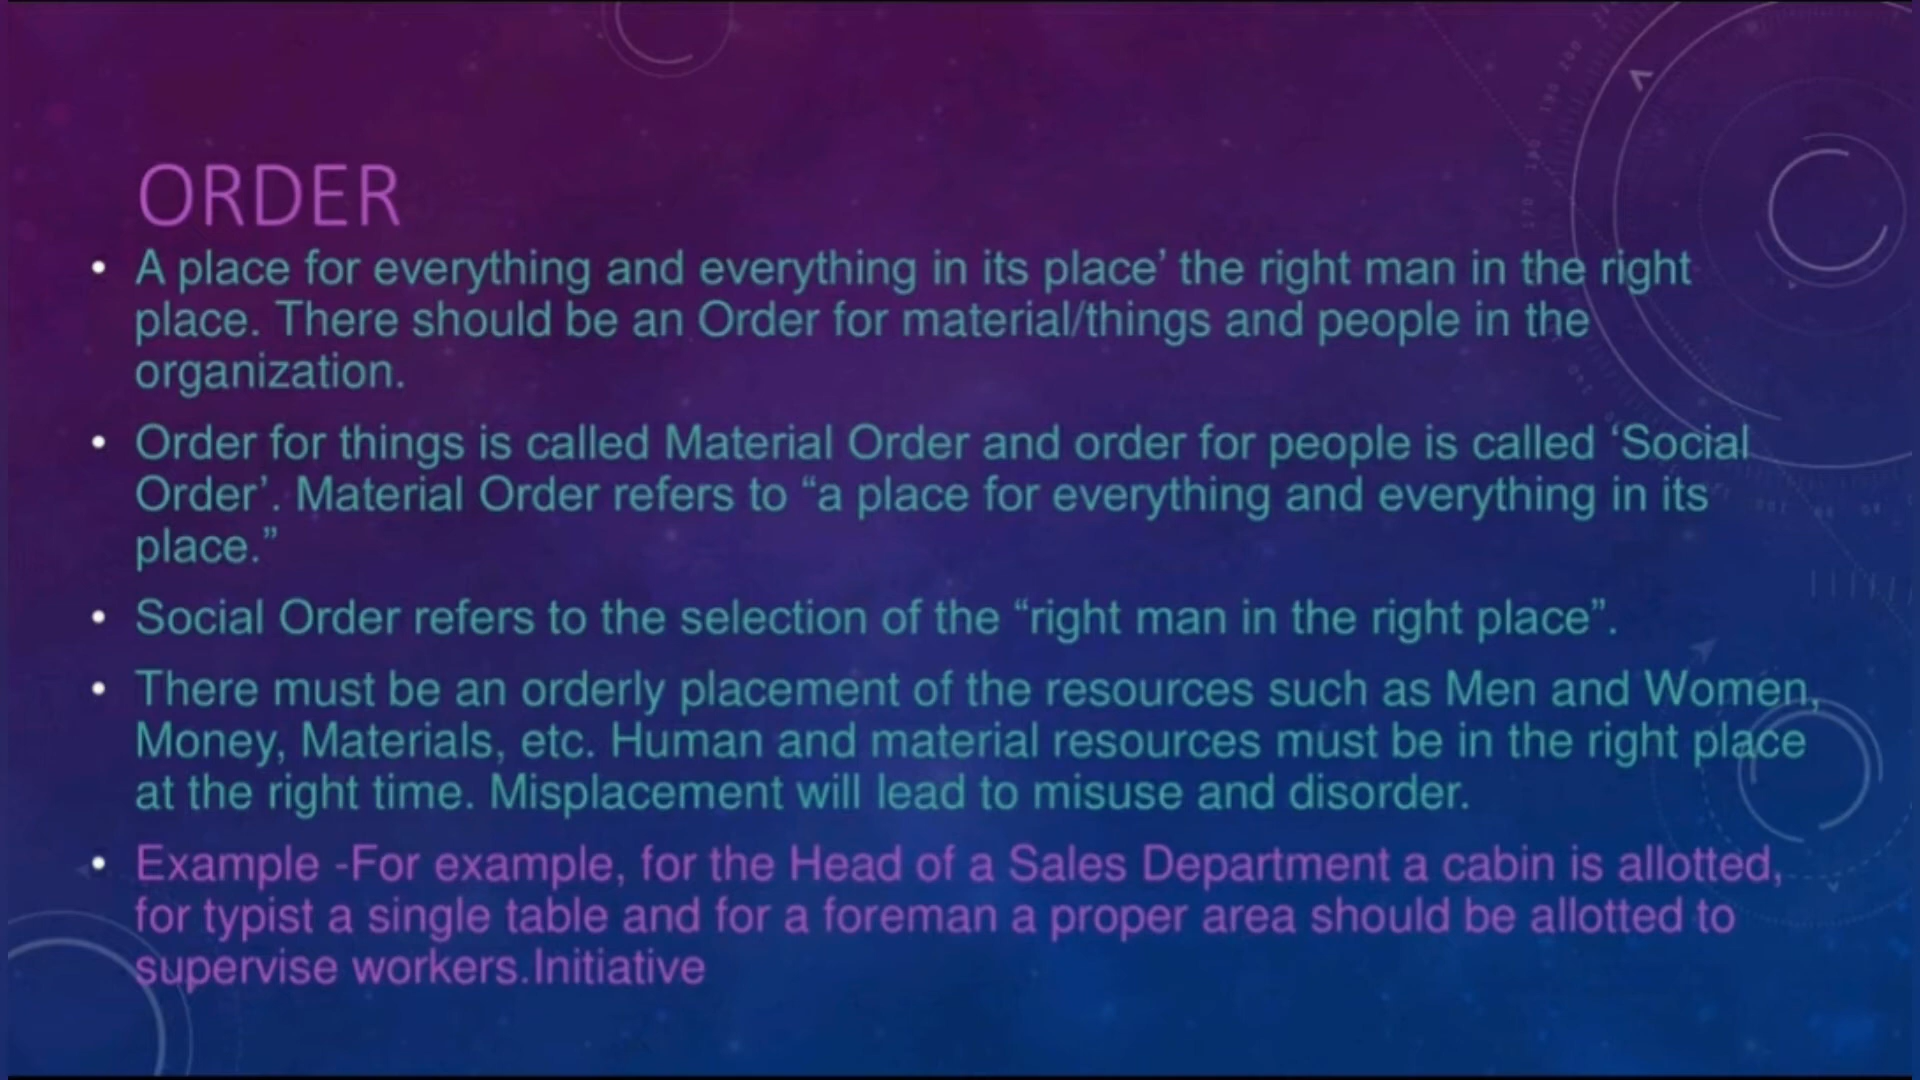 ORDER
• A place for everything and everything in its place’ the right man in the right
place. There should be an Order for material/things and people in the
organization.
• Order for things is called Material Order and order for people is called ‘Social
Order’. Material Order refers to “a place for everything and everything in its
place.”
• Social Order refers to the selection of the “right man in the right place”.
• There must be an orderly placement of the resources such as Men and Women,
Money, Materials, etc. Human and material resources must be in the right place
at the right time. Misplacement will lead to misuse and disorder.
• Example -For example, for the Head of a Sales Department a cabin is allotted,
for typist a single table and for a foreman a proper area should be allotted to
supervise workers.Initiative